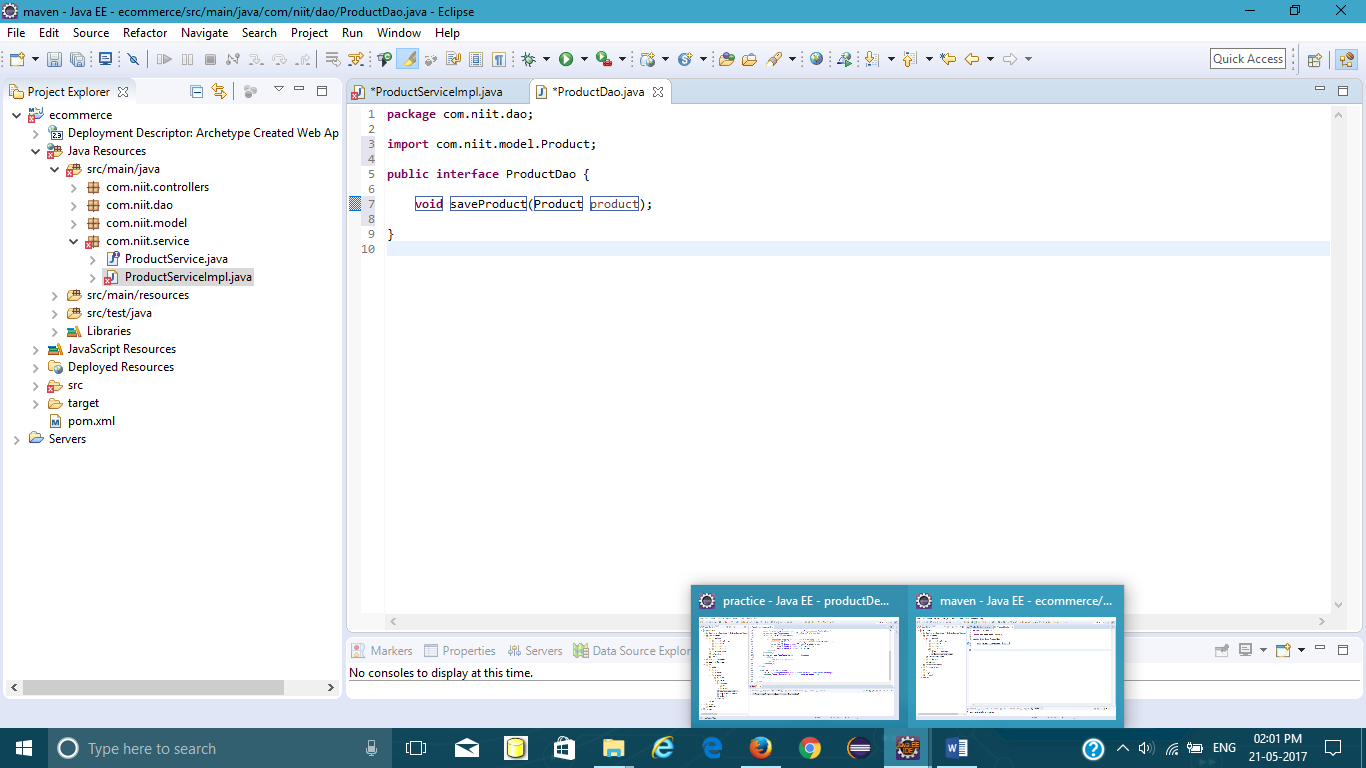 maven - Java EE - ecommerce/src/main/java/com/niit/dao/ProductDao.java - Eclipse
File Edit Source Refactor Navigate Search Project Run Window Help
Quick Access
Project Explorer
ecommerce
Deployment Descriptor: Archetype Created Web Ap
Java Resources
src/main/java
com.niit.controllers
com.niit.dao
com.niit.model
com.niit.service
ProductService.java
ProductServiceImpl.java
src/main/resources
src/test/java
Libraries
JavaScript Resources
Deployed Resources
src
target
pom.xml
Servers
*ProductServiceImpl.java
*ProductDao.java
1 package com.niit.dao;
2
3 import com.niit.model.Product;
4
5 public interface ProductDao {
6
7 void saveProduct(Product product);
8
9 }
10
Markers Properties Servers Data Source Explor
No consoles to display at this time.
practice - Java EE - productDe...
maven - Java EE - ecommerce/...
Type here to search
ENG
02:01 PM
21-05-2017